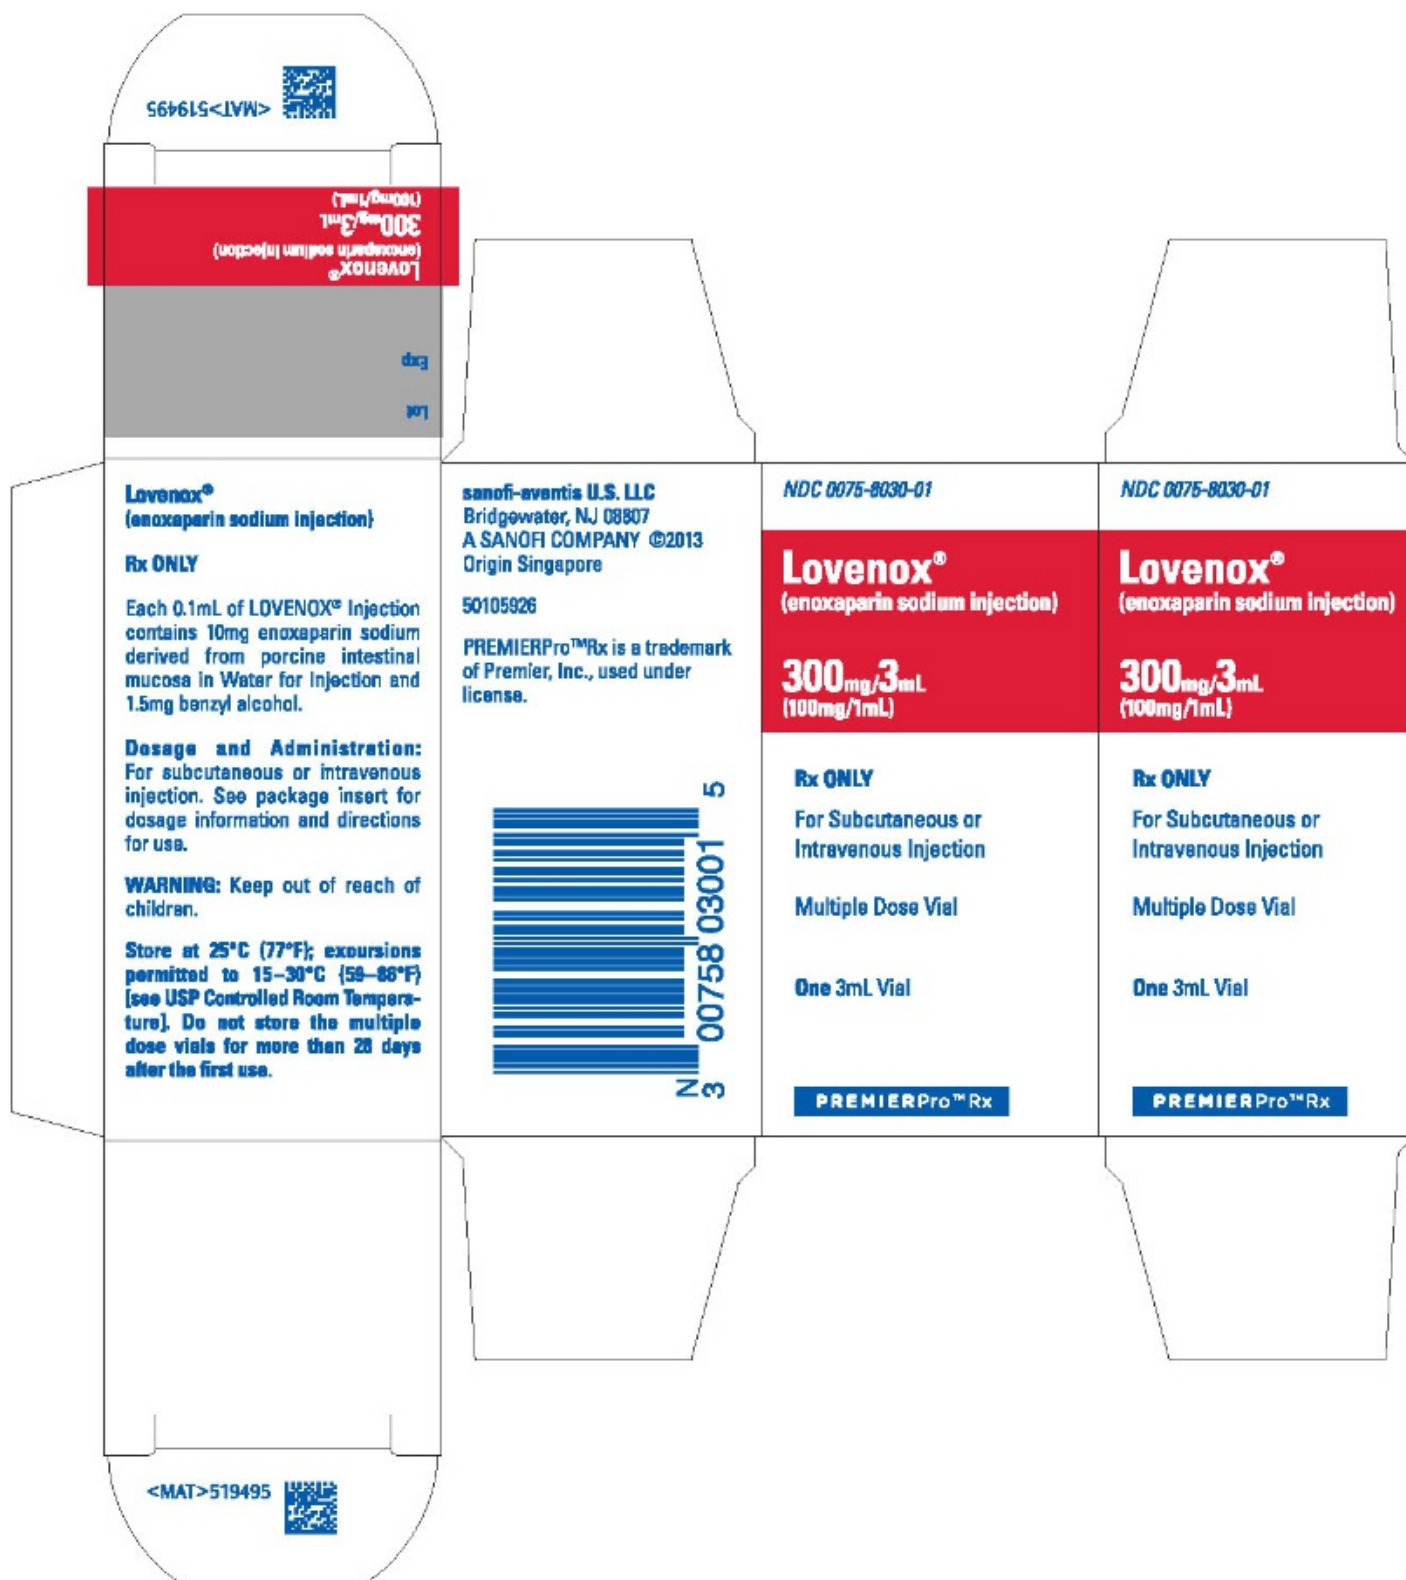 <MAT>519495
Lovenox®
(enoxaparin sodium injection)
300mg/3mL
(100mg/1mL)
Exp
Lot
Lovenox®
(enoxaparin sodium injection)
Rx ONLY
Each 0.1mL of LOVENOX® Injection
contains 10mg enoxaparin sodium
derived from porcine intestinal
mucosa in Water for Injection and
1.5mg benzyl alcohol.
Dosage and Administration:
For subcutaneous or intravenous
injection. See package insert for
dosage information and directions
for use.
WARNING: Keep out of reach of
children.
Store at 25°C (77°F); excursions
permitted to 15–30°C (59–86°F)
[see USP Controlled Room Tempera-
ture]. Do not store the multiple
dose vials for more than 28 days
after the first use.
sanofi-aventis U.S. LLC
Bridgewater, NJ 08807
A SANOFI COMPANY ©2013
Origin Singapore
50105926
PREMIERPro™Rx is a trademark
of Premier, Inc., used under
license.
N
3 00758 03001 5
NDC 0075-8030-01
Lovenox®
(enoxaparin sodium injection)
300mg/3mL
(100mg/1mL)
Rx ONLY
For Subcutaneous or
Intravenous Injection
Multiple Dose Vial
One 3mL Vial
PREMIERPro™Rx
NDC 0075-8030-01
Lovenox®
(enoxaparin sodium injection)
300mg/3mL
(100mg/1mL)
Rx ONLY
For Subcutaneous or
Intravenous Injection
Multiple Dose Vial
One 3mL Vial
PREMIERPro™Rx
<MAT>519495